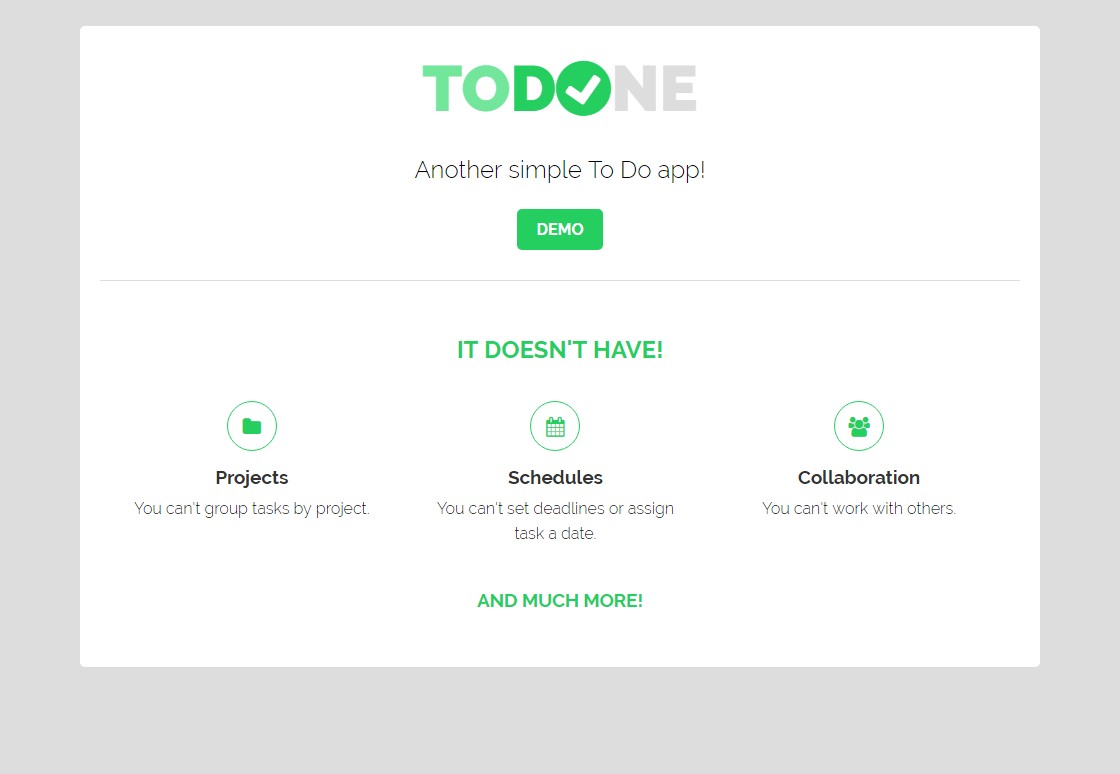 TODONE
Another simple To Do app!
DEMO
IT DOESN'T HAVE!
Projects
You can't group tasks by project.
Schedules
You can't set deadlines or assign
task a date.
Collaboration
You can't work with others.
AND MUCH MORE!